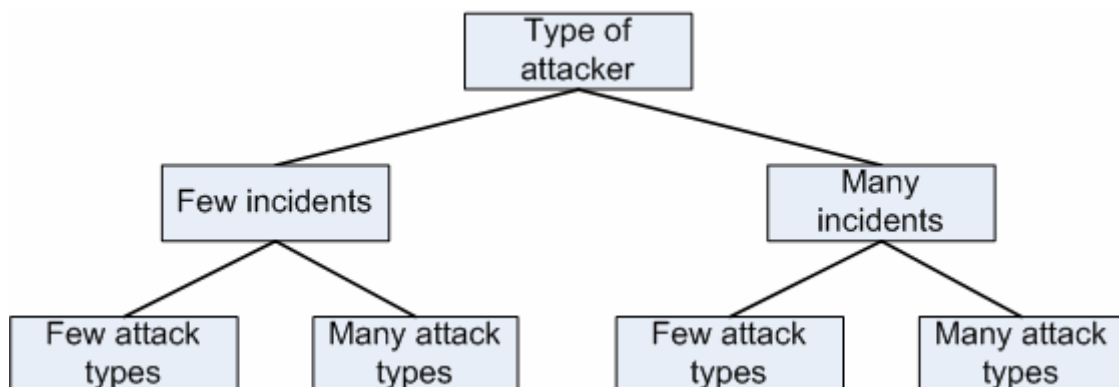 Type of
attacker
Few incidents
Many
incidents
Few attack
types
Many attack
types
Few attack
types
Many attack
types